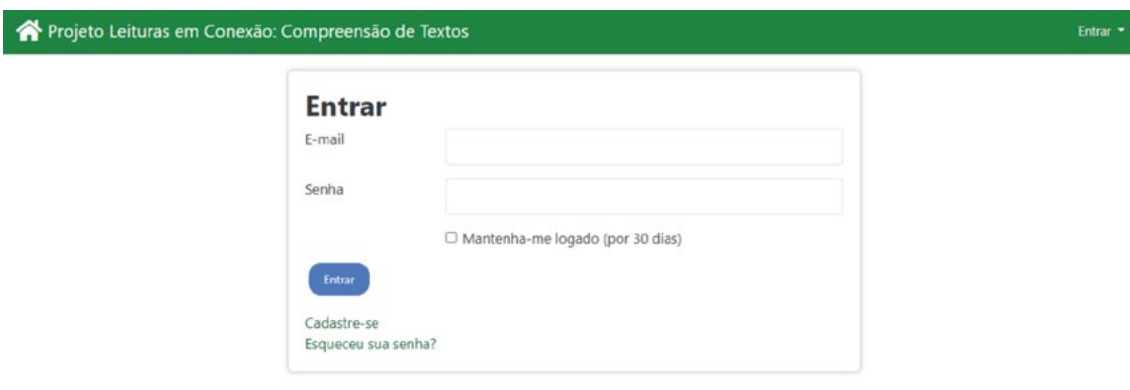 Projeto Leituras em Conexão: Compreensão de Textos
Entrar
Entrar
E-mail
Senha
Mantenha-me logado (por 30 dias)
Entrar
Cadastre-se
Esqueceu sua senha?